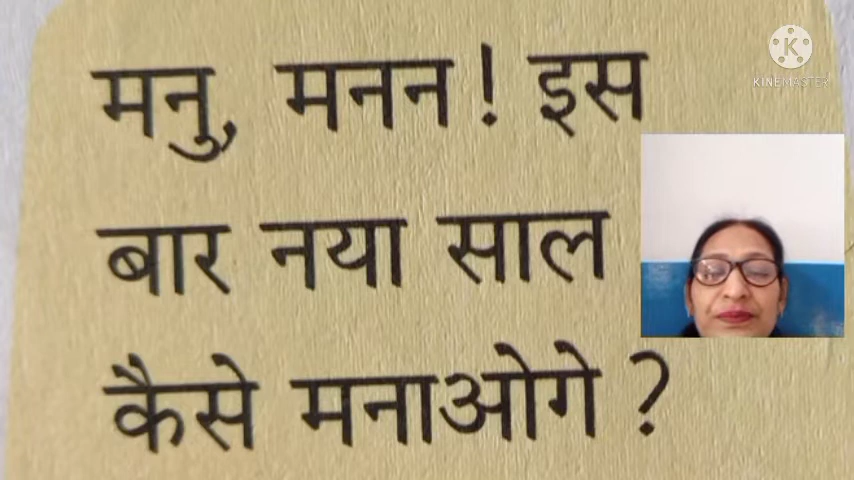 मनु, मनन! इस
बार नया साल
कैसे मनाओगे?
KINEMASTER